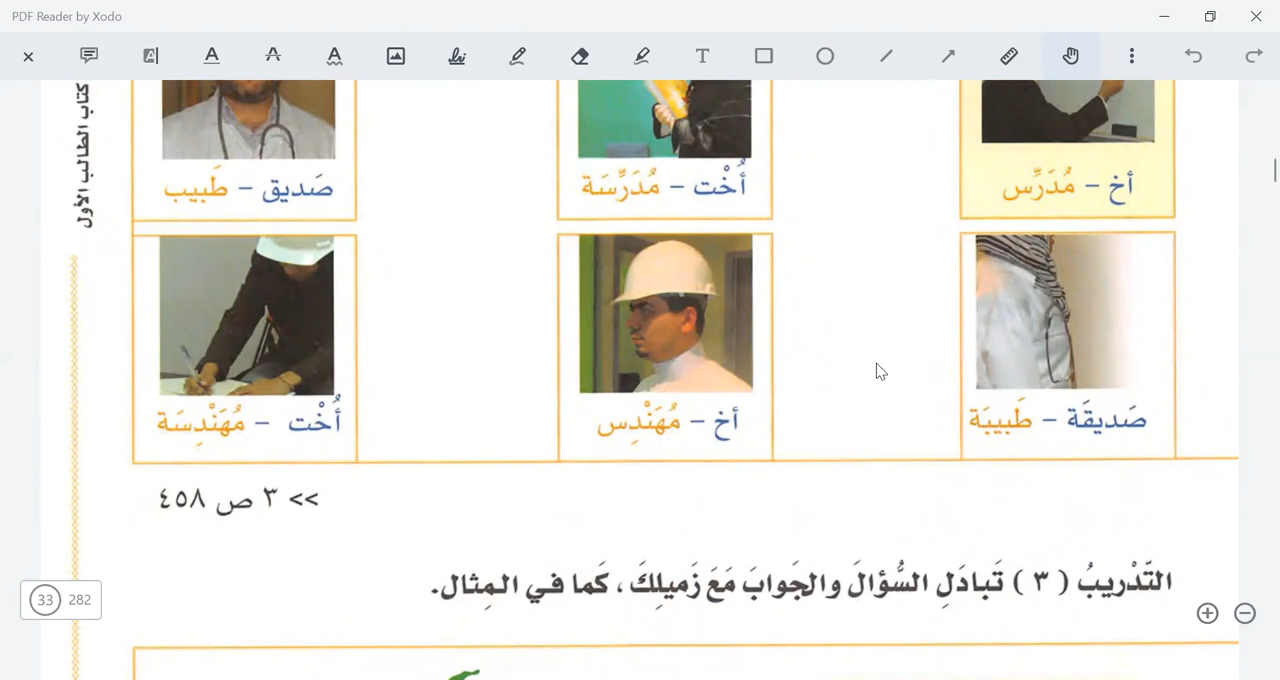 PDF Reader by Xodo
كتاب الطالب الأول
أخ – مُدَرِّس
أُخْت – مُدَرِّسَة
صَديق – طَبيب
صَديقَة – طَبيبَة
أخ – مُهَنْدِس
أُخْت – مُهَنْدِسَة
>> ٣ ص ٤٥٨
التَّدْريبُ ( ٣ ) تَبادَلِ السُّؤالَ والجَوابَ مَعَ زَميلِكَ ، كَما في المِثال.
33 282